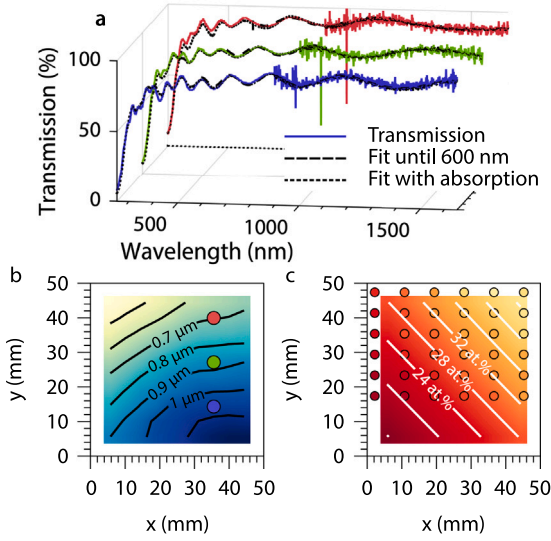 a
Transmission (%)
100
50
0
500
1000
1500
Wavelength (nm)
Transmission
Fit until 600 nm
Fit with absorption
b
y (mm)
50
40
30
20
10
0
0 10 20 30 40 50
x (mm)
0.7 µm
0.8 µm
0.9 µm
1 µm
c
y (mm)
50
40
30
20
10
0
0 10 20 30 40 50
x (mm)
32 at.%
28 at.%
24 at.%